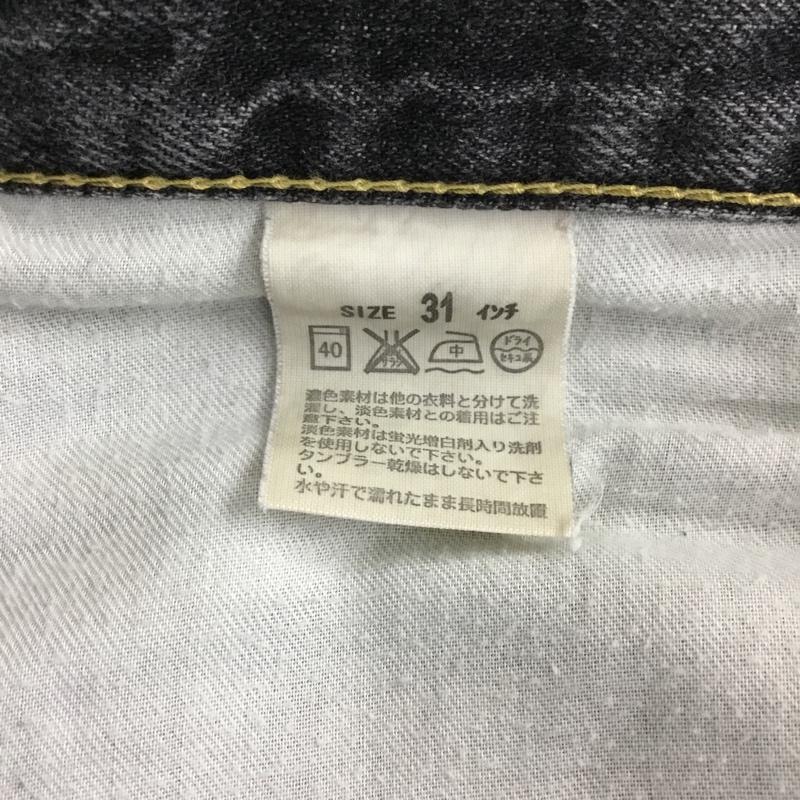 SIZE 31 インチ
40 サラシ 中 ドライ セキユ系
濃色素材は他の衣料と分けて洗
濯し、淡色素材との着用はご注
意下さい。
淡色素材は蛍光増白剤入り洗剤
を使用しないで下さい。
タンブラー乾燥はしないで下さ
い。
水や汗で濡れたまま長時間放置